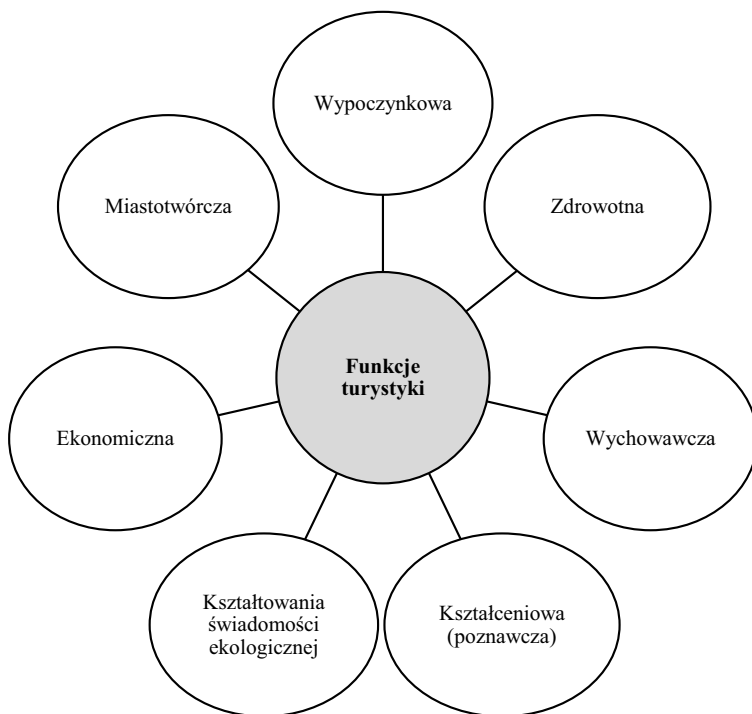 Wypoczynkowa
Miastotwórcza
Zdrowotna
Funkcje
turystyki
Ekonomiczna
Wychowawcza
Kształtowania
świadomości
ekologicznej
Kształceniowa
(poznawcza)